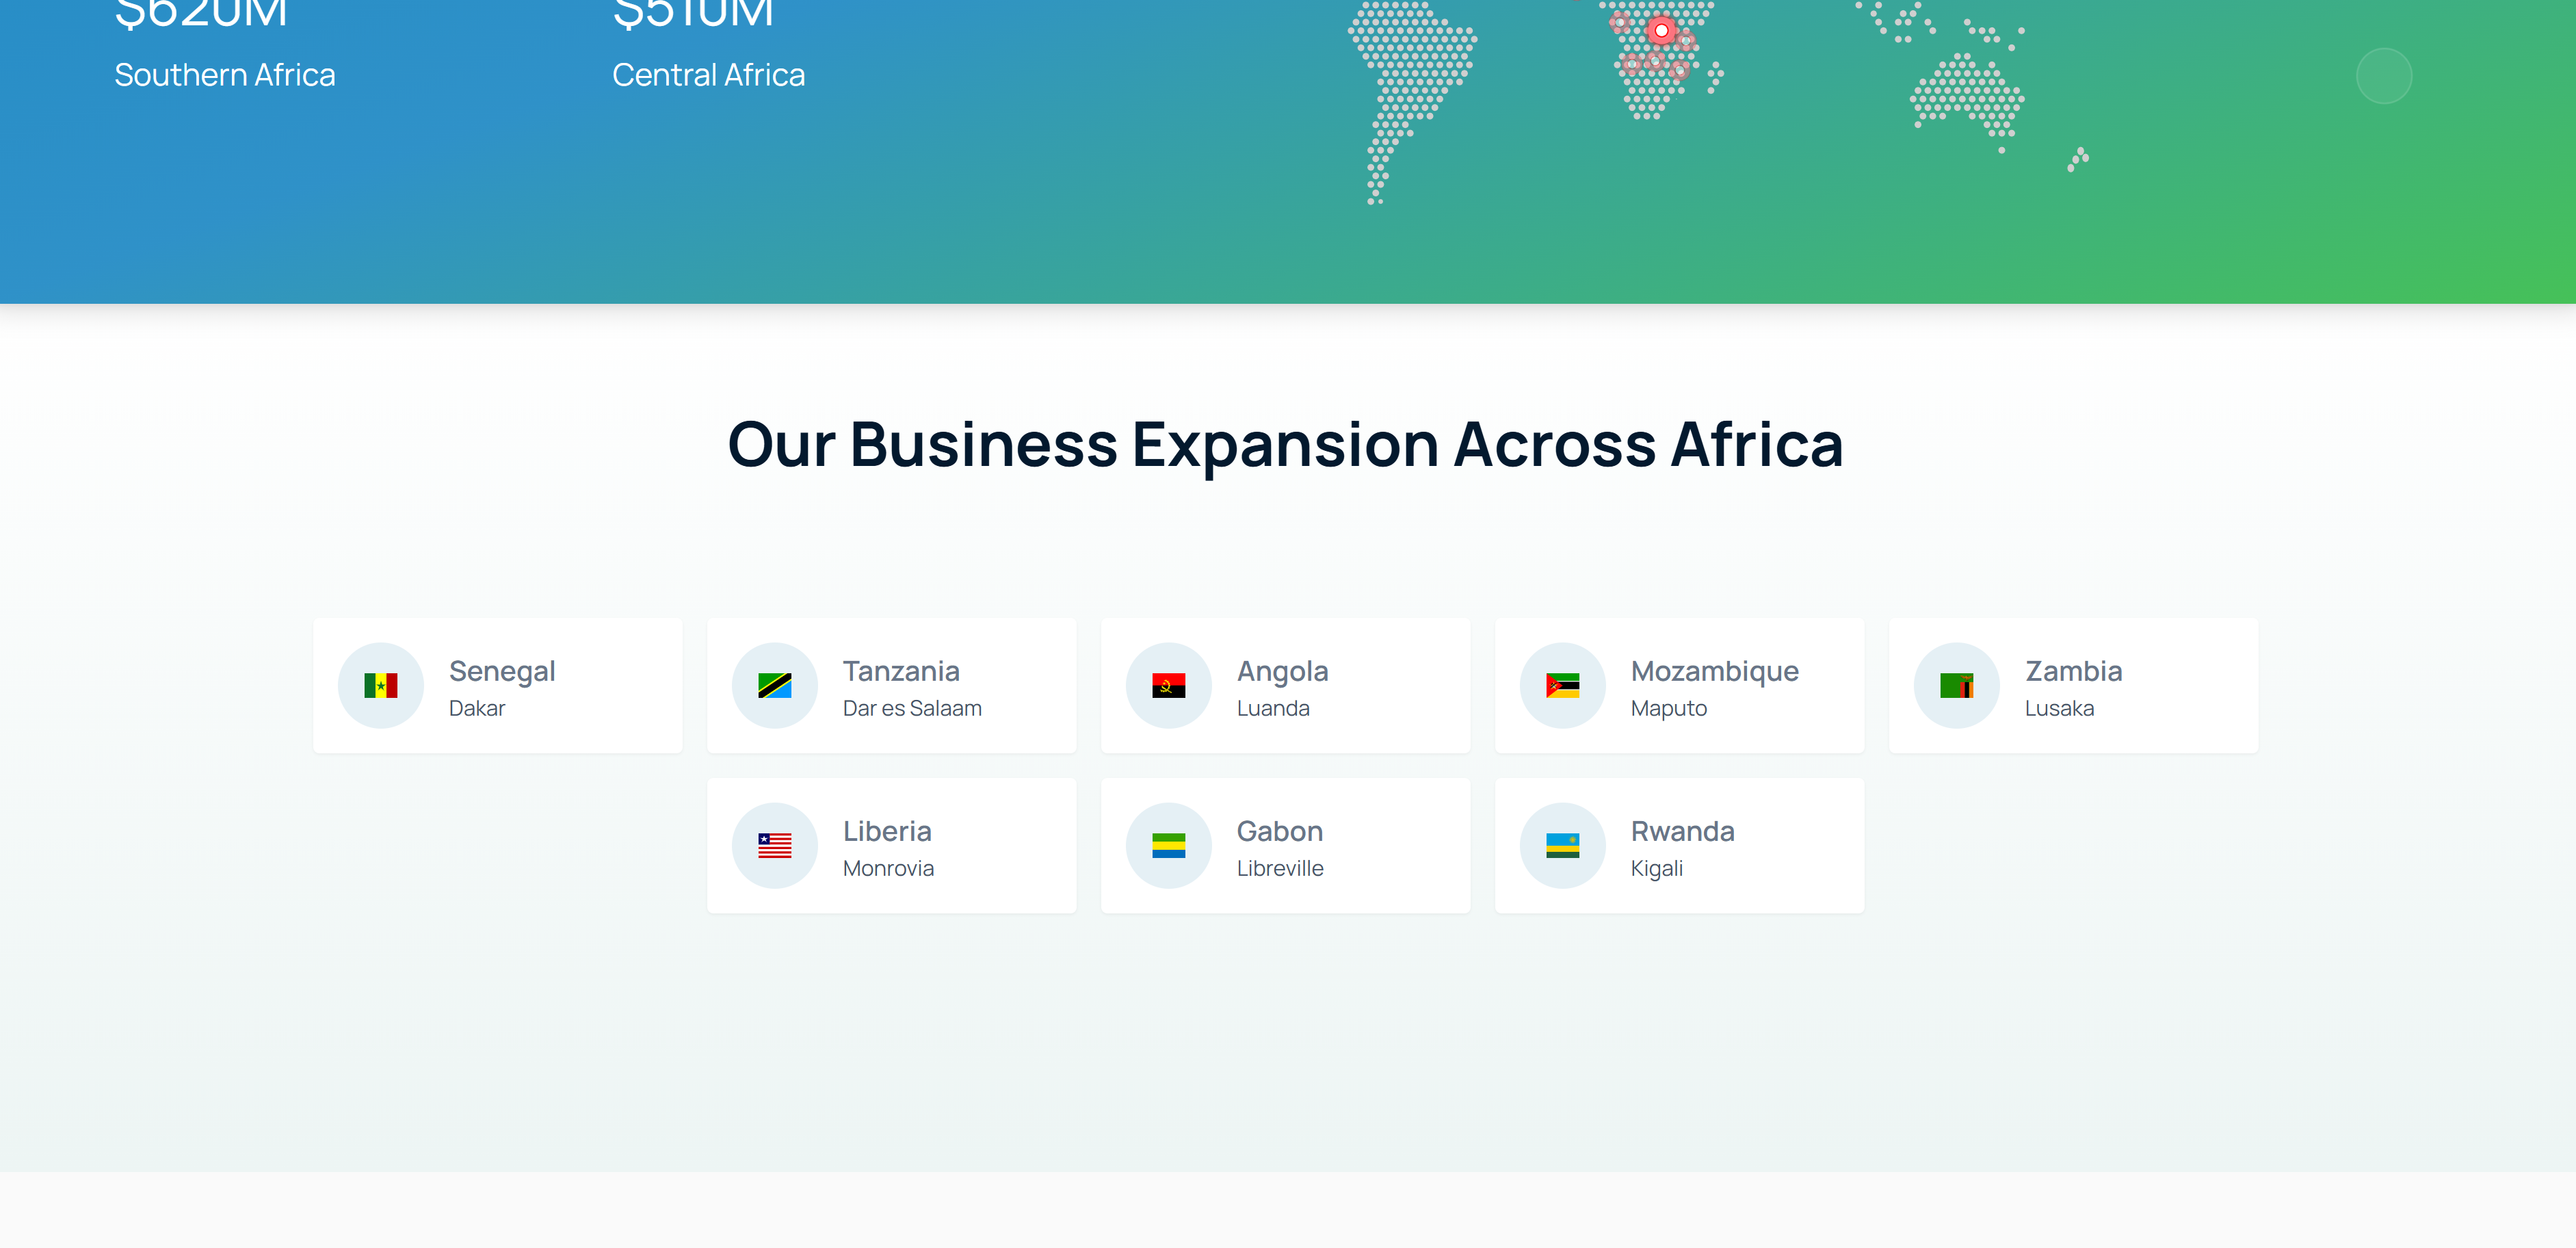 $620M
$510M
Southern Africa
Central Africa
Our Business Expansion Across Africa
Senegal
Dakar
Tanzania
Dar es Salaam
Angola
Luanda
Mozambique
Maputo
Zambia
Lusaka
Liberia
Monrovia
Gabon
Libreville
Rwanda
Kigali